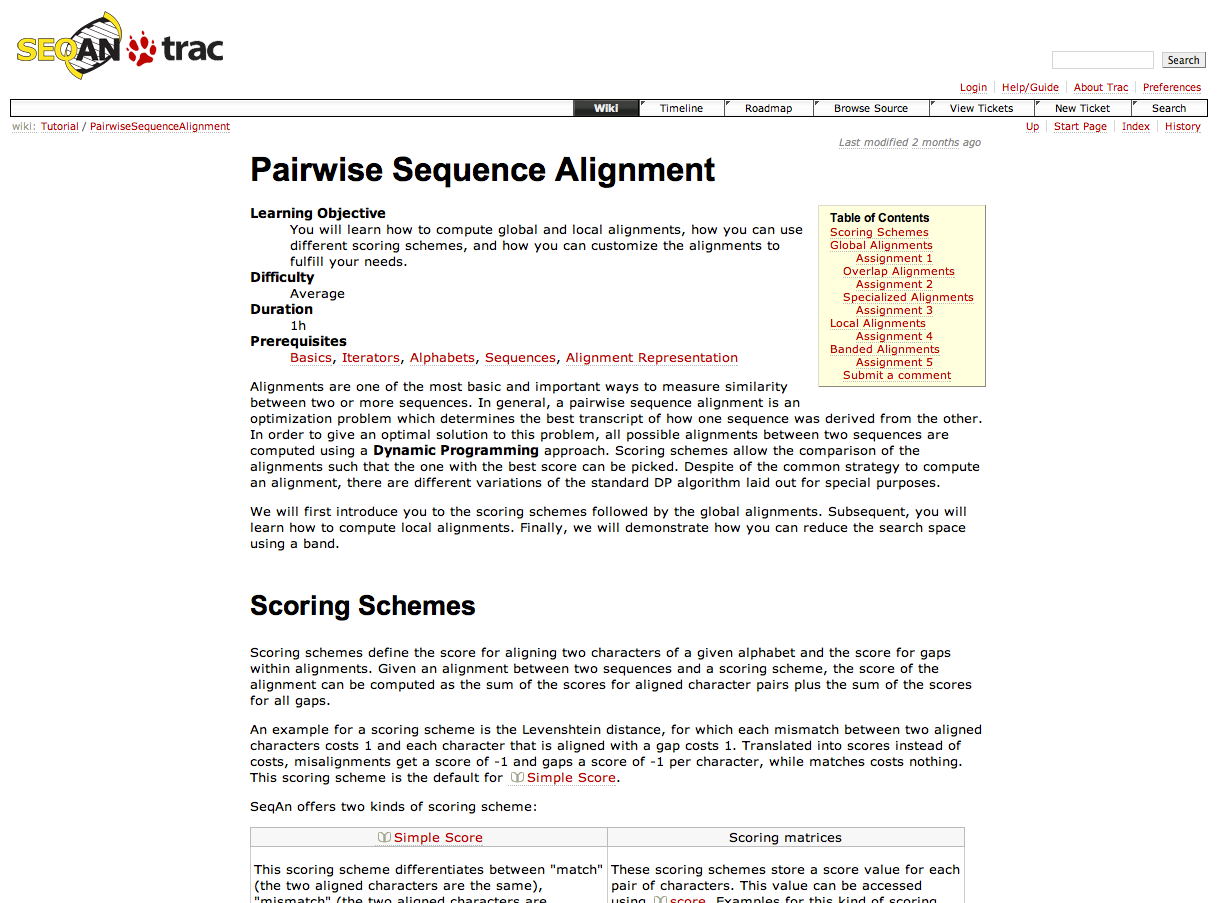 SEQAN trac
Search
Login Help/Guide About Trac Preferences
Wiki Timeline Roadmap Browse Source View Tickets New Ticket Search
wiki: Tutorial / PairwiseSequenceAlignment
Up Start Page Index History
Last modified 2 months ago
Pairwise Sequence Alignment
Learning Objective
You will learn how to compute global and local alignments, how you can use
different scoring schemes, and how you can customize the alignments to
fulfill your needs.
Difficulty
Average
Duration
1h
Prerequisites
Basics, Iterators, Alphabets, Sequences, Alignment Representation
Table of Contents
Scoring Schemes
Global Alignments
Assignment 1
Overlap Alignments
Assignment 2
Specialized Alignments
Assignment 3
Local Alignments
Assignment 4
Banded Alignments
Assignment 5
Submit a comment
Alignments are one of the most basic and important ways to measure similarity
between two or more sequences. In general, a pairwise sequence alignment is an
optimization problem which determines the best transcript of how one sequence was derived from the other.
In order to give an optimal solution to this problem, all possible alignments between two sequences are
computed using a Dynamic Programming approach. Scoring schemes allow the comparison of the
alignments such that the one with the best score can be picked. Despite of the common strategy to compute
an alignment, there are different variations of the standard DP algorithm laid out for special purposes.
We will first introduce you to the scoring schemes followed by the global alignments. Subsequent, you will
learn how to compute local alignments. Finally, we will demonstrate how you can reduce the search space
using a band.
Scoring Schemes
Scoring schemes define the score for aligning two characters of a given alphabet and the score for gaps
within alignments. Given an alignment between two sequences and a scoring scheme, the score of the
alignment can be computed as the sum of the scores for aligned character pairs plus the sum of the scores
for all gaps.
An example for a scoring scheme is the Levenshtein distance, for which each mismatch between two aligned
characters costs 1 and each character that is aligned with a gap costs 1. Translated into scores instead of
costs, misalignments get a score of -1 and gaps a score of -1 per character, while matches costs nothing.
This scoring scheme is the default for Simple Score.
SeqAn offers two kinds of scoring scheme:
Simple Score
Scoring matrices
This scoring scheme differentiates between "match"
(the two aligned characters are the same),
"mismatch" (the two aligned characters are
These scoring schemes store a score value for each
pair of characters. This value can be accessed
using score. Examples for this kind of scoring